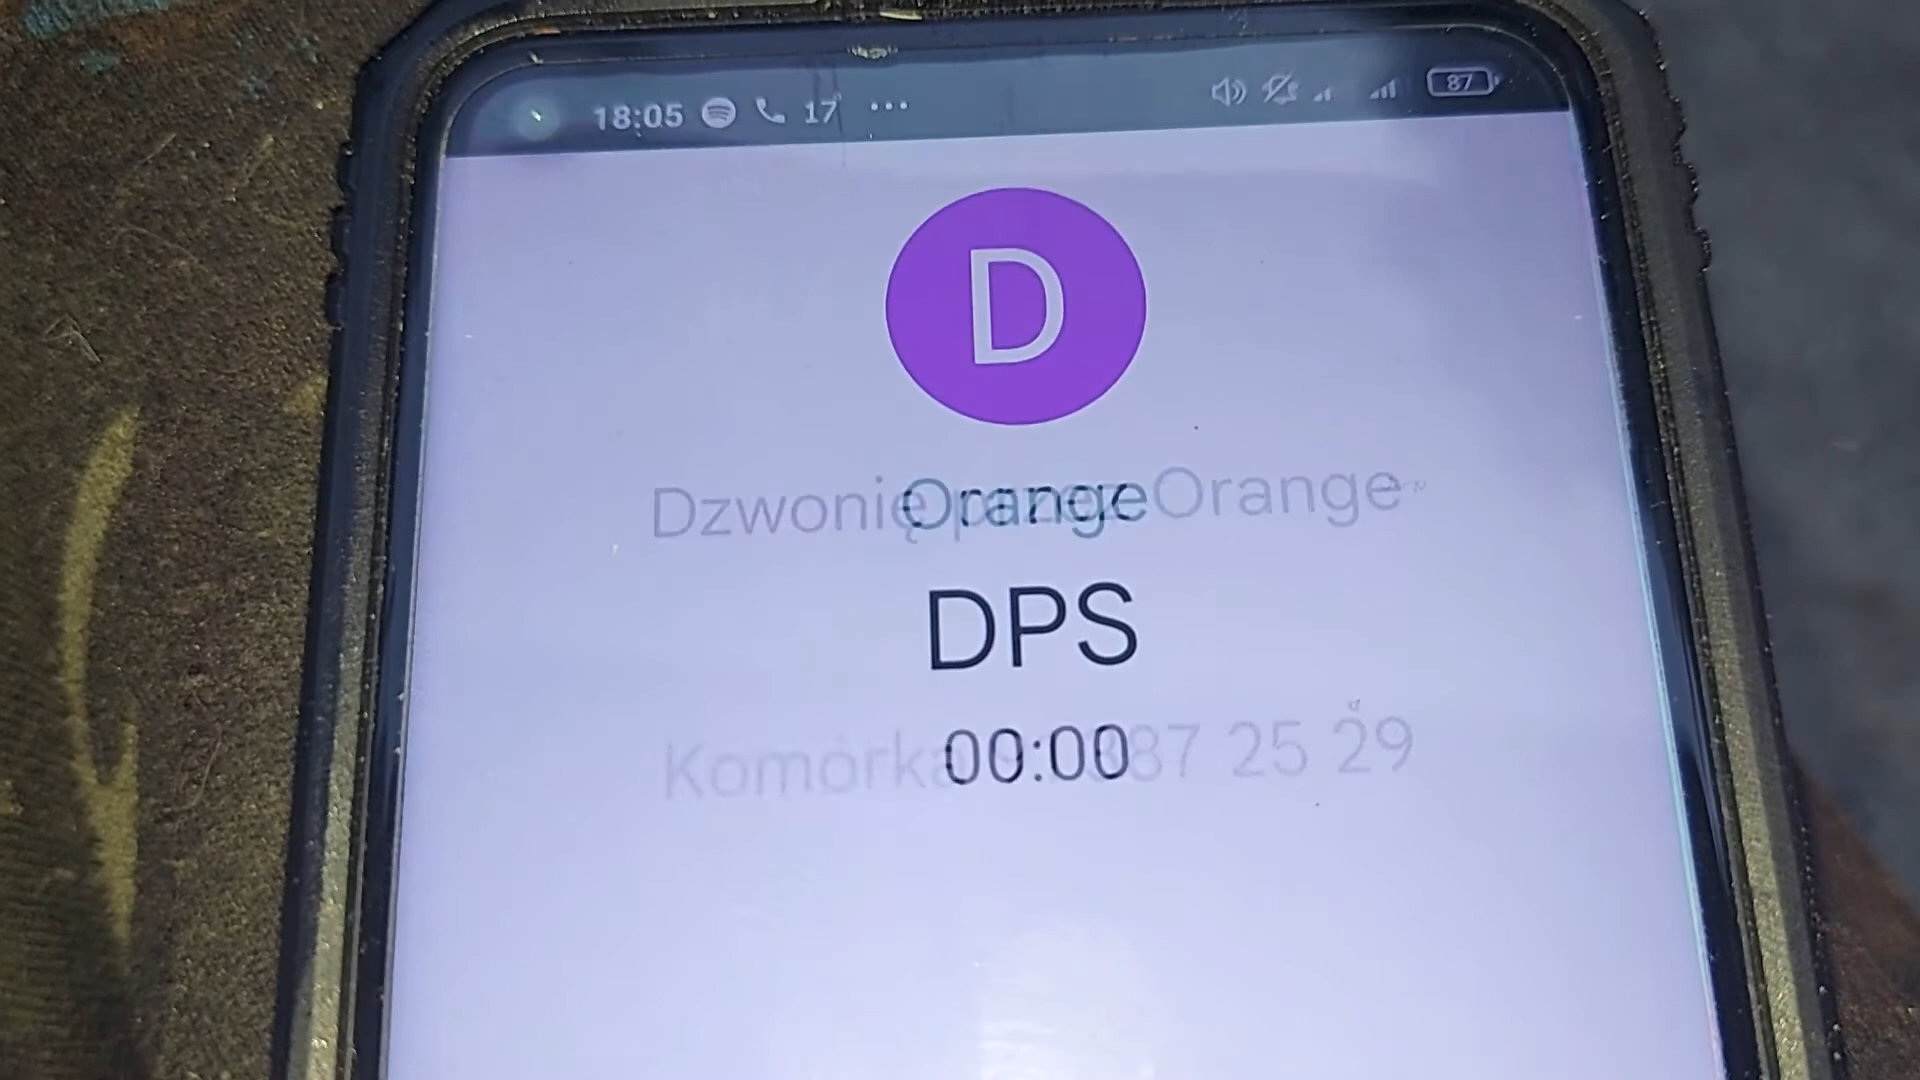 18:05 17 ... 87
D
Dzwonię przez Orange
Orange
DPS
00:00
Komórka 87 25 29